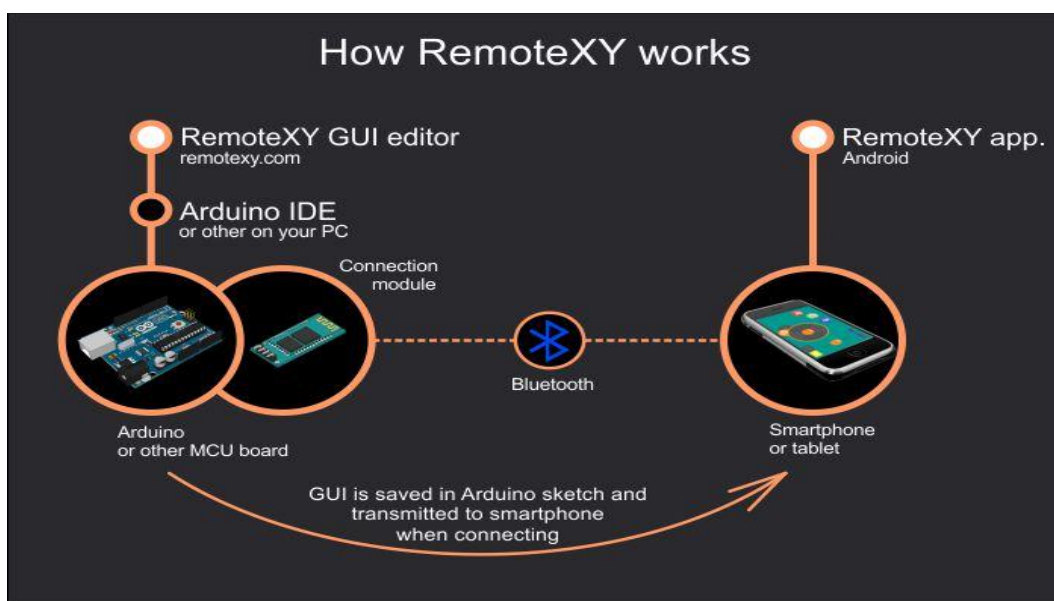 How RemoteXY works
RemoteXY GUI editor
remotexy.com
Arduino IDE
or other on your PC
Connection
module
Arduino
or other MCU board
Bluetooth
RemoteXY app.
Android
Smartphone
or tablet
GUI is saved in Arduino sketch and
transmitted to smartphone
when connecting